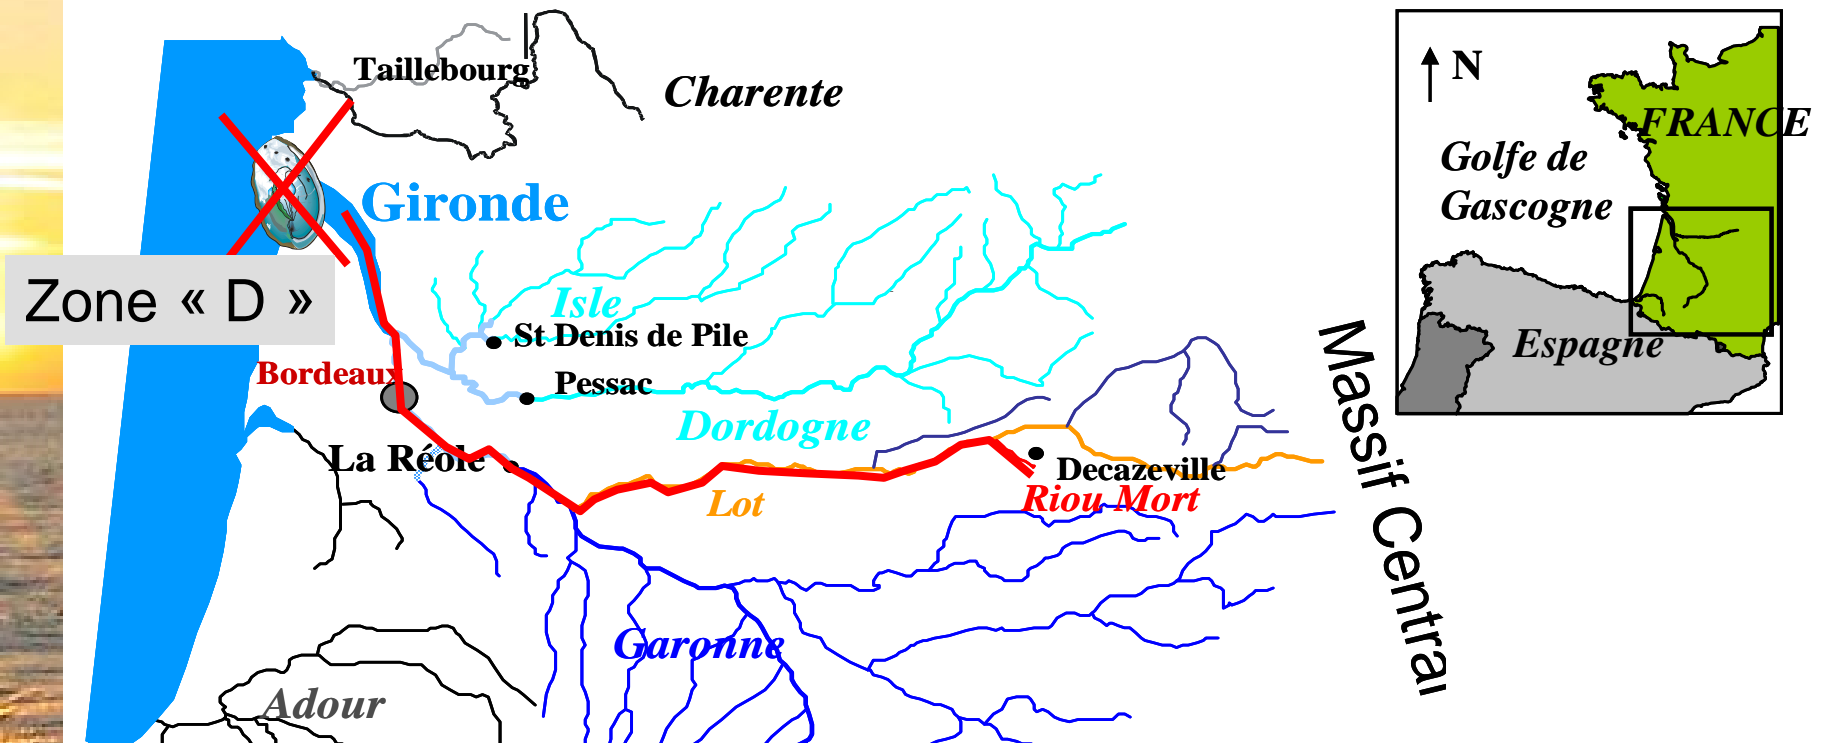 Taillebourg
Charente
N
FRANCE
Golfe de
Gascogne
Espagne
Gironde
Zone « D »
Isle
St Denis de Pile
Bordeaux
Pessac
Dordogne
La Réole
Decazeville
Riou Mort
Lot
Massif Central
Garonne
Adour